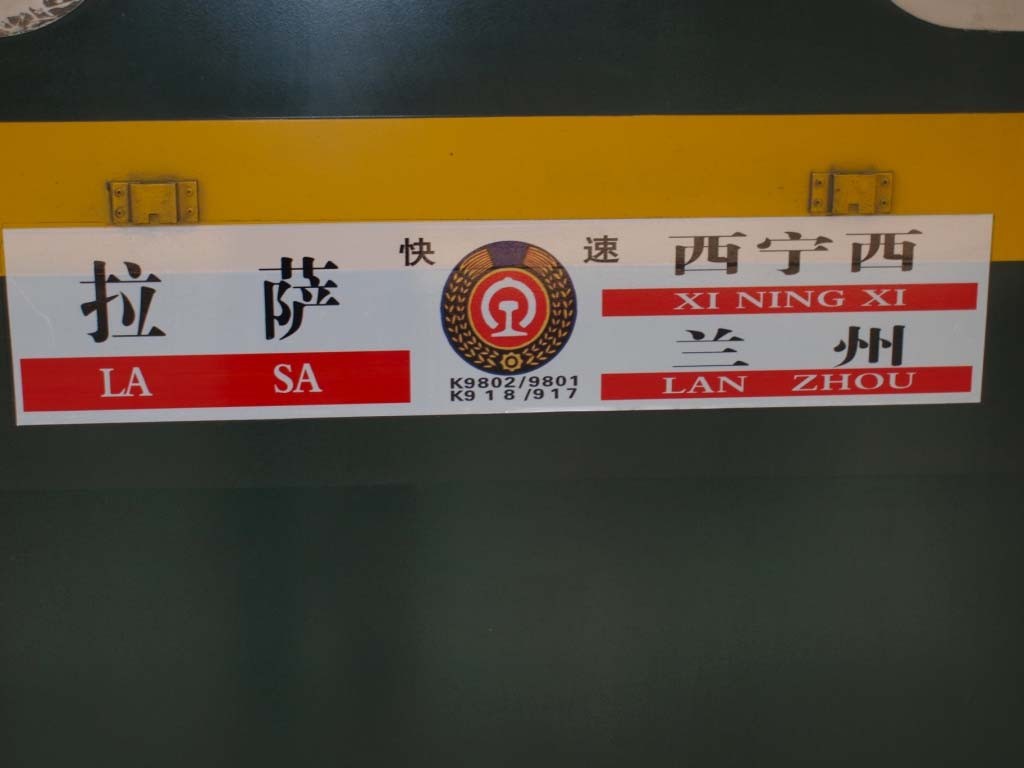 拉萨
LA SA
快速
K9802/9801
K918/917
西宁西
XI NING XI
兰州
LAN ZHOU